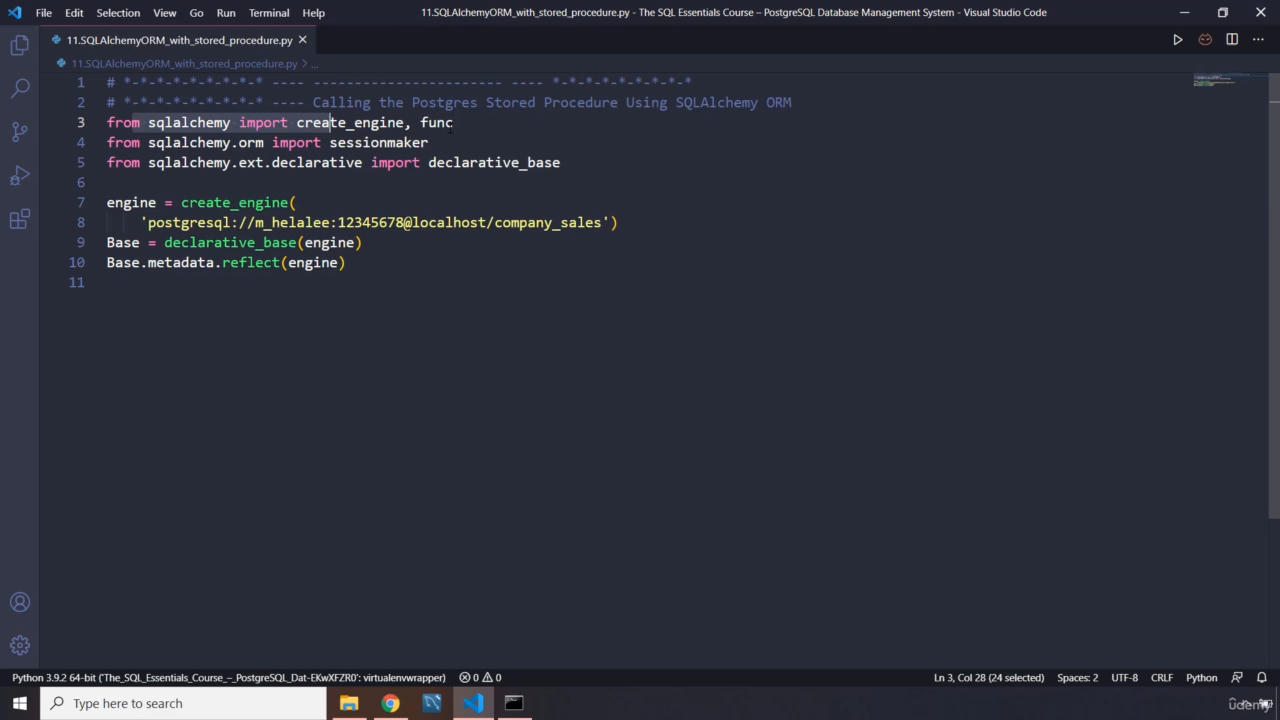 File Edit Selection View Go Run Terminal Help
11.SQLAlchemyORM_with_stored_procedure.py - The SQL Essentials Course – PostgreSQL Database Management System - Visual Studio Code
11.SQLAlchemyORM_with_stored_procedure.py
11.SQLAlchemyORM_with_stored_procedure.py > ...
1 # *-*-*-*-*-*-*-*-* ---- ----------------------- ---- *-*-*-*-*-*-*-*-*
2 # *-*-*-*-*-*-*-*-* ---- Calling the Postgres Stored Procedure Using SQLAlchemy ORM
3 from sqlalchemy import create_engine, func
4 from sqlalchemy.orm import sessionmaker
5 from sqlalchemy.ext.declarative import declarative_base
6
7 engine = create_engine(
8 'postgresql://m_helalee:12345678@localhost/company_sales')
9 Base = declarative_base(engine)
10 Base.metadata.reflect(engine)
11
Python 3.9.2 64-bit ('The_SQL_Essentials_Course_–_PostgreSQL_Dat-EKwXFZR0': virtualenvwrapper) 0 0 Ln 3, Col 28 (24 selected) Spaces: 2 UTF-8 CRLF Python
Type here to search
udemy